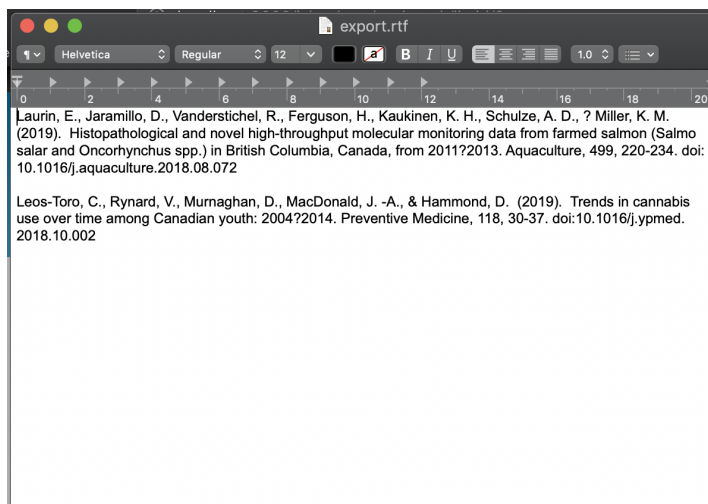 export.rtf
¶ Helvetica Regular 12 a B I U 1.0
0 2 4 6 8 10 12 14 16 18 20
Laurin, E., Jaramillo, D., Vanderstichel, R., Ferguson, H., Kaukinen, K. H., Schulze, A. D., ? Miller, K. M.
(2019).  Histopathological and novel high-throughput molecular monitoring data from farmed salmon (Salmo
salar and Oncorhynchus spp.) in British Columbia, Canada, from 2011?2013. Aquaculture, 499, 220-234. doi:
10.1016/j.aquaculture.2018.08.072
Leos-Toro, C., Rynard, V., Murnaghan, D., MacDonald, J. -A., & Hammond, D.  (2019).  Trends in cannabis
use over time among Canadian youth: 2004?2014. Preventive Medicine, 118, 30-37. doi:10.1016/j.ypmed.
2018.10.002